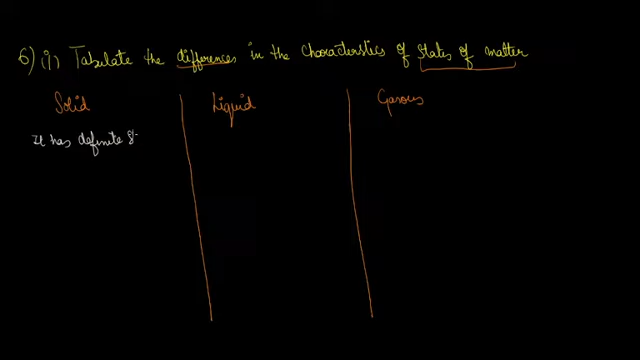 6) (i) Tabulate the differences in the characteristics of states of matter
Solid
Liquid
Gaseous
It has definite